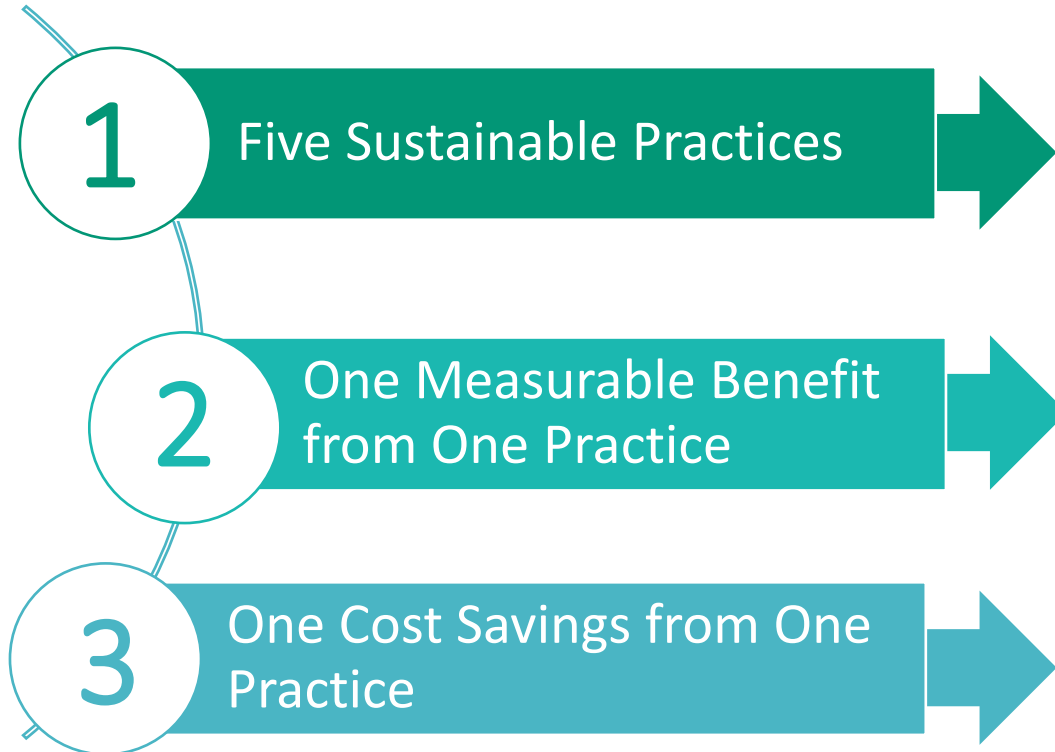 1
Five Sustainable Practices
2
One Measurable Benefit
from One Practice
3
One Cost Savings from One
Practice